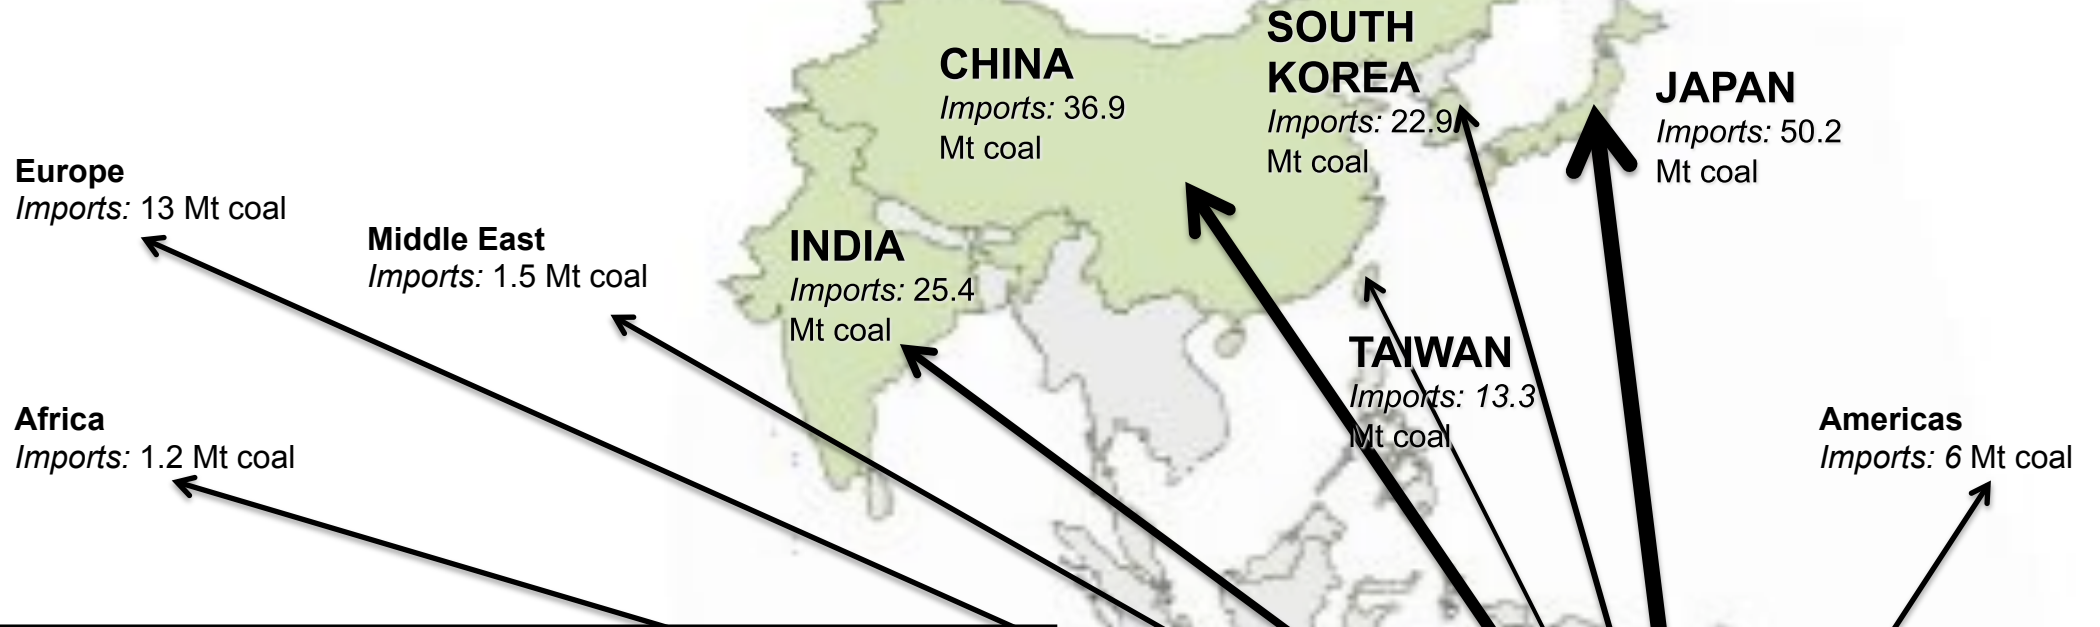 SOUTH
KOREA
Imports: 22.9
Mt coal
CHINA
Imports: 36.9
Mt coal
JAPAN
Imports: 50.2
Mt coal
Europe
Imports: 13 Mt coal
Middle East
Imports: 1.5 Mt coal
INDIA
Imports: 25.4
Mt coal
TAIWAN
Imports: 13.3
Mt coal
Africa
Imports: 1.2 Mt coal
Americas
Imports: 6 Mt coal